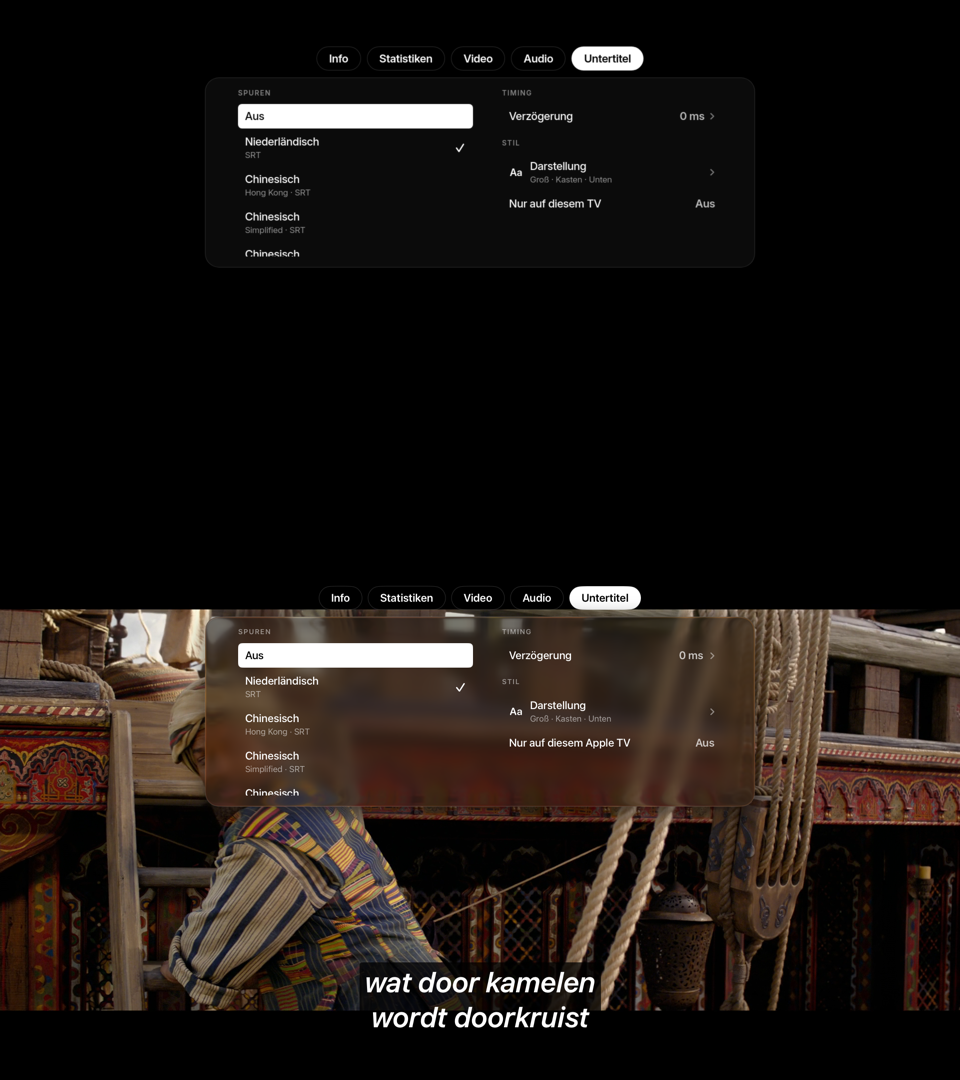 Info Statistiken Video Audio Untertitel
SPUREN
Aus
Niederländisch
SRT
Chinesisch
Hong Kong · SRT
Chinesisch
Simplified · SRT
Chinesisch
TIMING
Verzögerung 0 ms
STIL
Aa Darstellung
Groß · Kasten · Unten
Nur auf diesem TV Aus
Info Statistiken Video Audio Untertitel
SPUREN
Aus
Niederländisch
SRT
Chinesisch
Hong Kong · SRT
Chinesisch
Simplified · SRT
Chinesisch
TIMING
Verzögerung 0 ms
STIL
Aa Darstellung
Groß · Kasten · Unten
Nur auf diesem Apple TV Aus
wat door kamelen
wordt doorkruist